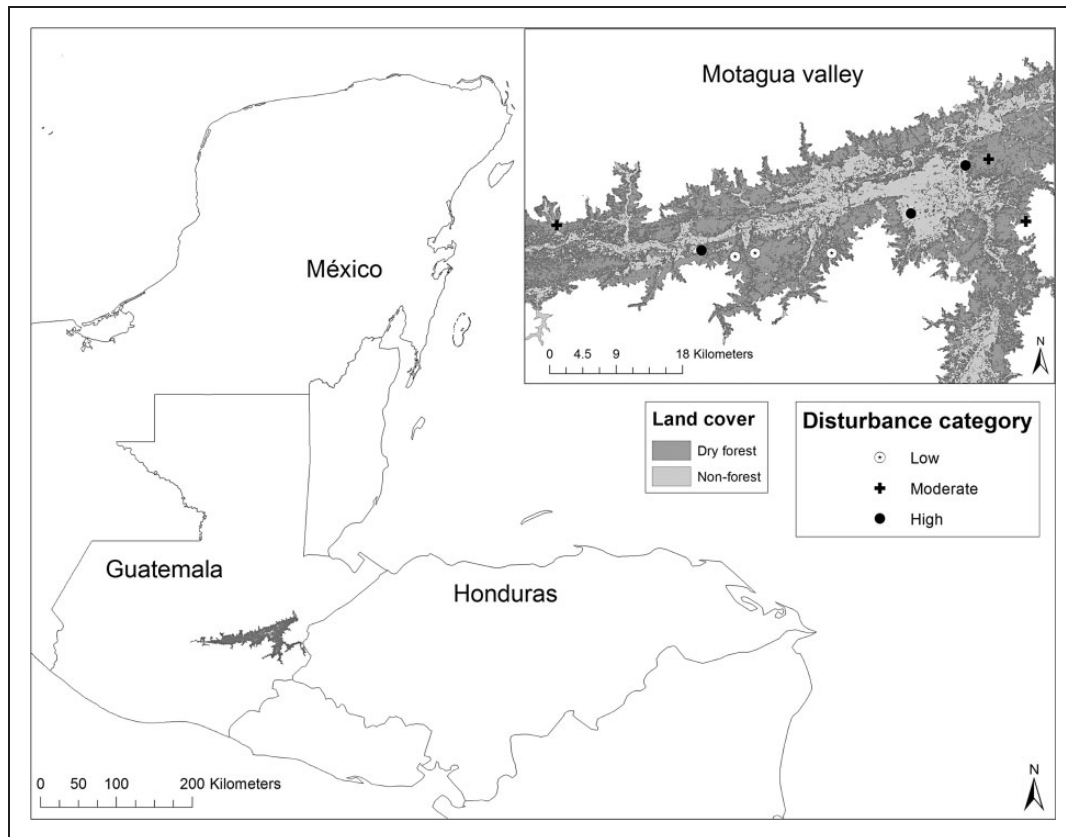 Motagua valley
México
N
0 4.5 9 18 Kilometers
Land cover
Dry forest
Non-forest
Disturbance category
Low
Moderate
High
Guatemala
Honduras
0 50 100 200 Kilometers
N